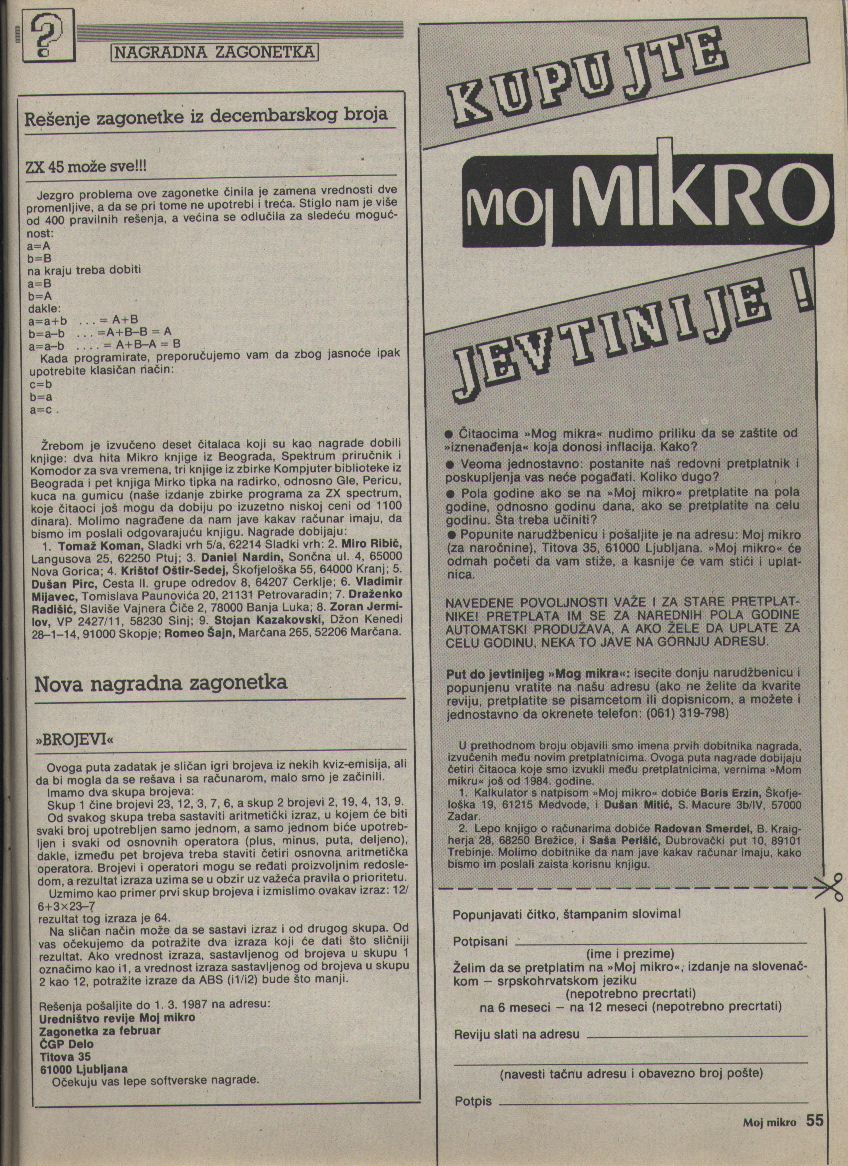 ?
NAGRADNA ZAGONETKA
Rešenje zagonetke iz decembarskog broja
ZX 45 može sve!!!
Jezgro problema ove zagonetke činila je zamena vrednosti dve
promenljive, a da se pri tome ne upotrebi i treća. Stiglo nam je više
od 400 pravilnih rešenja, a većina se odlučila za sledeću moguć-
nost:
a=A
b=B
na kraju treba dobiti
a=B
b=A
dakle:
a=a+b ... = A+B
b=a–b ... =A+B–B = A
a=a–b .... = A+B–A = B
Kada programirate, preporučujemo vam da zbog jasnoće ipak
upotrebite klasičan način:
c=b
b=a
a=c .
Žrebom je izvučeno deset čitalaca koji su kao nagrade dobili
knjige: dva hita Mikro knjige iz Beograda, Spektrum priručnik i
Komodor za sva vremena, tri knjige iz zbirke Kompjuter biblioteke iz
Beograda i pet knjiga Mirko tipka na radirko, odnosno Gle, Pericu,
kuca na gumicu (naše izdanje zbirke programa za ZX spectrum,
koje čitaoci još mogu da dobiju po izuzetno niskoj ceni od 1100
dinara). Molimo nagrađene da nam jave kakav računar imaju, da
bismo im poslali odgovarajuću knjigu. Nagrade dobijaju:
1. Tomaž Koman, Sladki vrh 5/a, 62214 Sladki vrh: 2. Miro Ribič,
Langusova 25, 62250 Ptuj; 3. Daniel Nardin, Sončna ul. 4, 65000
Nova Gorica; 4. Krištof Oštir-Sedej, Škofjeloška 55, 64000 Kranj; 5.
Dušan Pirc, Cesta II. grupe odredov 8, 64207 Cerklje; 6. Vladimir
Mijavec, Tomislava Paunovića 20, 21131 Petrovaradin; 7. Draženko
Radišić, Slaviše Vajnera Čiče 2, 78000 Banja Luka; 8. Zoran Jermi-
lov, VP 2427/11, 58230 Sinj; 9. Stojan Kazakovski, Džon Kenedi
28–1–14, 91000 Skopje; Romeo Šajn, Marčana 265, 52206 Marčana.
Nova nagradna zagonetka
»BROJEVI«
Ovoga puta zadatak je sličan igri brojeva iz nekih kviz-emisija, ali
da bi mogla da se rešava i sa računarom, malo smo je začinili.
Imamo dva skupa brojeva:
Skup 1 čine brojevi 23, 12, 3, 7, 6, a skup 2 brojevi 2, 19, 4, 13, 9.
Od svakog skupa treba sastaviti aritmetički izraz, u kojem će biti
svaki broj upotrebljen samo jednom, a samo jednom biće upotreb-
ljen i svaki od osnovnih operatora (plus, minus, puta, deljeno),
dakle, između pet brojeva treba staviti četiri osnovna aritmetička
operatora. Brojevi i operatori mogu se ređati proizvoljnim redosle-
dom, a rezultat izraza uzima se u obzir uz važeća pravila o prioritetu.
Uzmimo kao primer prvi skup brojeva i izmislimo ovakav izraz: 12/
6+3×23–7
rezultat tog izraza je 64.
Na sličan način može da se sastavi izraz i od drugog skupa. Od
vas očekujemo da potražite dva izraza koji će dati što sličniji
rezultat. Ako vrednost izraza, sastavljenog od brojeva u skupu 1
označimo kao i1, a vrednost izraza sastavljenog od brojeva u skupu
2 kao 12, potražite izraze da ABS (i1/i2) bude što manji.
Rešenja pošaljite do 1. 3. 1987 na adresu:
Uredništvo revije Moj mikro
Zagonetka za februar
ČGP Delo
Titova 35
61000 Ljubljana
Očekuju vas lepe softverske nagrade.
KUPUJTE
MOJ MIKRO
JEVTINIJE !
● Čitaocima »Mog mikra« nudimo priliku da se zaštite od
»iznenađenja« koja donosi inflacija. Kako?
● Veoma jednostavno: postanite naš redovni pretplatnik i
poskupljenja vas neće pogađati. Koliko dugo?
● Pola godine ako se na »Moj mikro« pretplatite na pola
godine, odnosno godinu dana, ako se pretplatite na celu
godinu. Šta treba učiniti?
● Popunite narudžbenicu i pošaljite je na adresu: Moj mikro
(za naročnine), Titova 35, 61000 Ljubljana. »Moj mikro« će
odmah početi da vam stiže, a kasnije će vam stići i uplat-
nica.
NAVEDENE POVOLJNOSTI VAŽE I ZA STARE PRETPLAT-
NIKE! PRETPLATA IM SE ZA NAREDNIH POLA GODINE
AUTOMATSKI PRODUŽAVA, A AKO ŽELE DA UPLATE ZA
CELU GODINU, NEKA TO JAVE NA GORNJU ADRESU.
Put do jevtinijeg »Mog mikra«: isecite donju narudžbenicu i
popunjenu vratite na našu adresu (ako ne želite da kvarite
reviju, pretplatite se pisamcetom ili dopisnicom, a možete i
jednostavno da okrenete telefon: (061) 319-798)
U prethodnom broju objavili smo imena prvih dobitnika nagrada,
izvučenih među novim pretplatnicima. Ovoga puta nagrade dobijaju
četiri čitaoca koje smo izvukli među pretplatnicima, vernima »Mom
mikru« još od 1984. godine.
1. Kalkulator s natpisom »Moj mikro« dobiće Boris Erzin, Škofje-
loška 19, 61215 Medvode, i Dušan Mitić, S. Macure 3b/IV, 57000
Zadar.
2. Lepo knjigo o računarima dobiće Radovan Smerdel, B. Kraig-
herja 28, 68250 Brežice, i Saša Perišić, Dubrovački put 10, 89101
Trebinje. Molimo dobitnike da nam jave kakav računar imaju, kako
bismo im poslali zaista korisnu knjigu.
Popunjavati čitko, štampanim slovima!
Potpisani
(ime i prezime)
Želim da se pretplatim na »Moj mikro«, izdanje na slovenač-
kom – srpskohrvatskom jeziku
(nepotrebno precrtati)
na 6 meseci – na 12 meseci (nepotrebno precrtati)
Reviju slati na adresu
(navesti tačnu adresu i obavezno broj pošte)
Potpis
Moj mikro 55